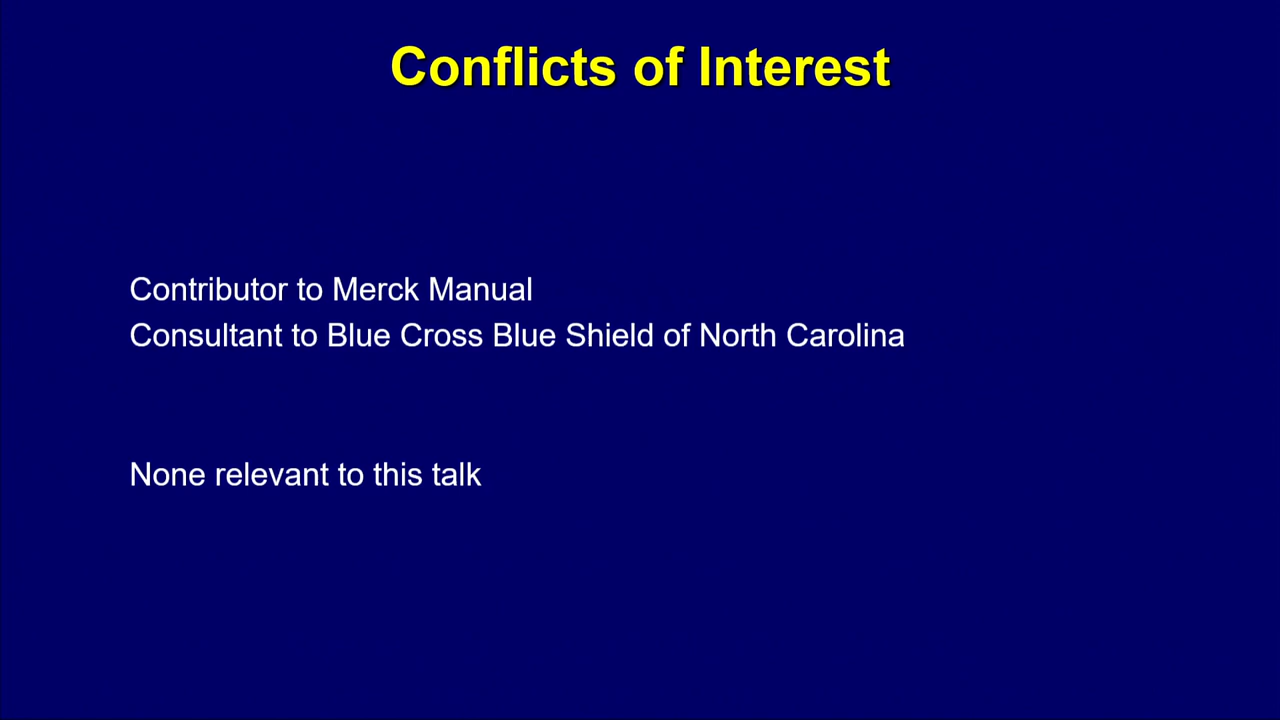 Conflicts of Interest
Contributor to Merck Manual
Consultant to Blue Cross Blue Shield of North Carolina
None relevant to this talk